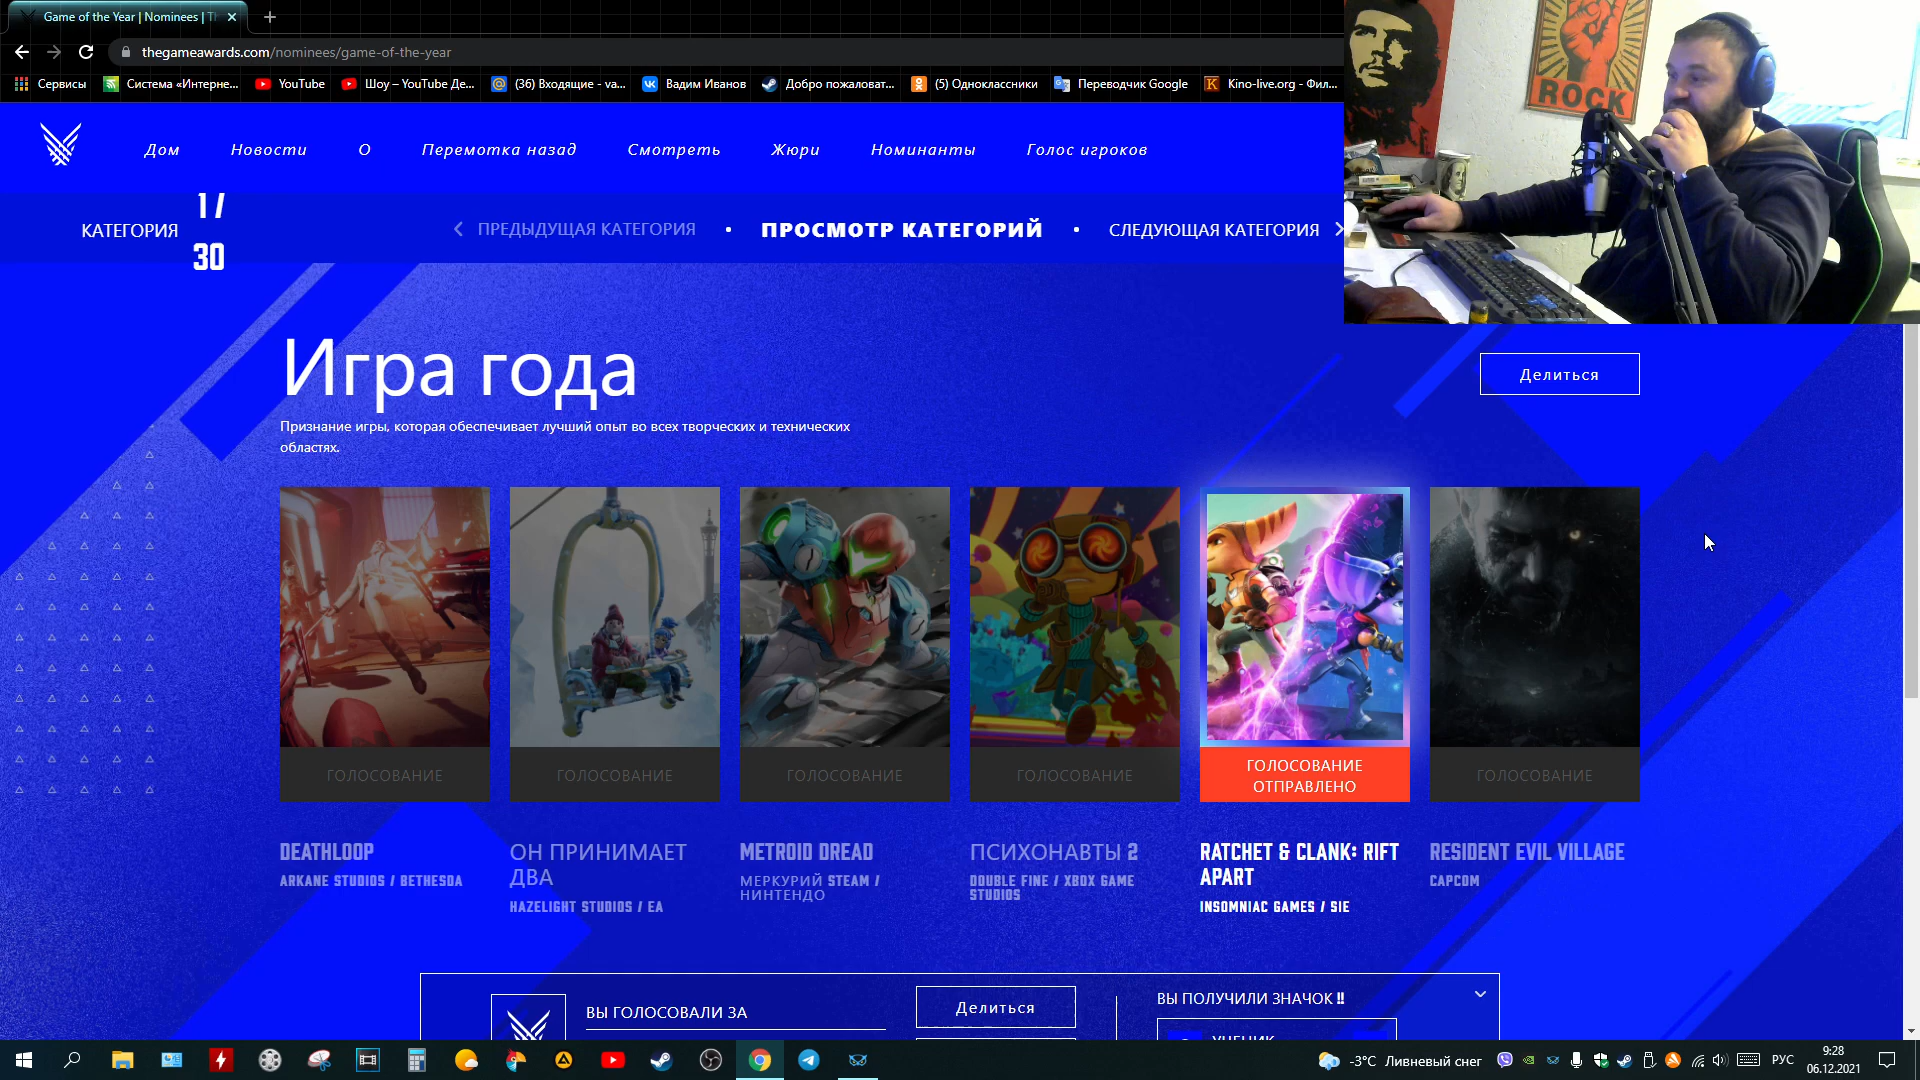 Game of the Year | Nominees | Th
thegameawards.com/nominees/game-of-the-year
Сервисы
Система «Интерне...
YouTube
Шоу – YouTube Де...
(36) Входящие - va...
Вадим Иванов
Добро пожаловат...
(5) Одноклассники
Переводчик Google
Kino-live.org - Фил...
ROCK
Дом
Новости
О
Перемотка назад
Смотреть
Жюри
Номинанты
Голос игроков
КАТЕГОРИЯ
17
30
ПРЕДЫДУЩАЯ КАТЕГОРИЯ
ПРОСМОТР КАТЕГОРИЙ
СЛЕДУЮЩАЯ КАТЕГОРИЯ
Игра года
Делиться
Признание игры, которая обеспечивает лучший опыт во всех творческих и технических
областях.
ГОЛОСОВАНИЕ
ГОЛОСОВАНИЕ
ГОЛОСОВАНИЕ
ГОЛОСОВАНИЕ
ГОЛОСОВАНИЕ
ОТПРАВЛЕНО
ГОЛОСОВАНИЕ
DEATHLOOP
ARKANE STUDIOS / BETHESDA
ОН ПРИНИМАЕТ
ДВА
HAZELIGHT STUDIOS / EA
METROID DREAD
МЕРКУРИЙ STEAM /
НИНТЕНДО
ПСИХОНАВТЫ 2
DOUBLE FINE / XBOX GAME
STUDIOS
RATCHET & CLANK: RIFT
APART
INSOMNIAC GAMES / SIE
RESIDENT EVIL VILLAGE
CAPCOM
ВЫ ГОЛОСОВАЛИ ЗА
Делиться
ВЫ ПОЛУЧИЛИ ЗНАЧОК !!
УЧЕНИК
-3°C Ливневый снег
РУС
9:28
06.12.2021